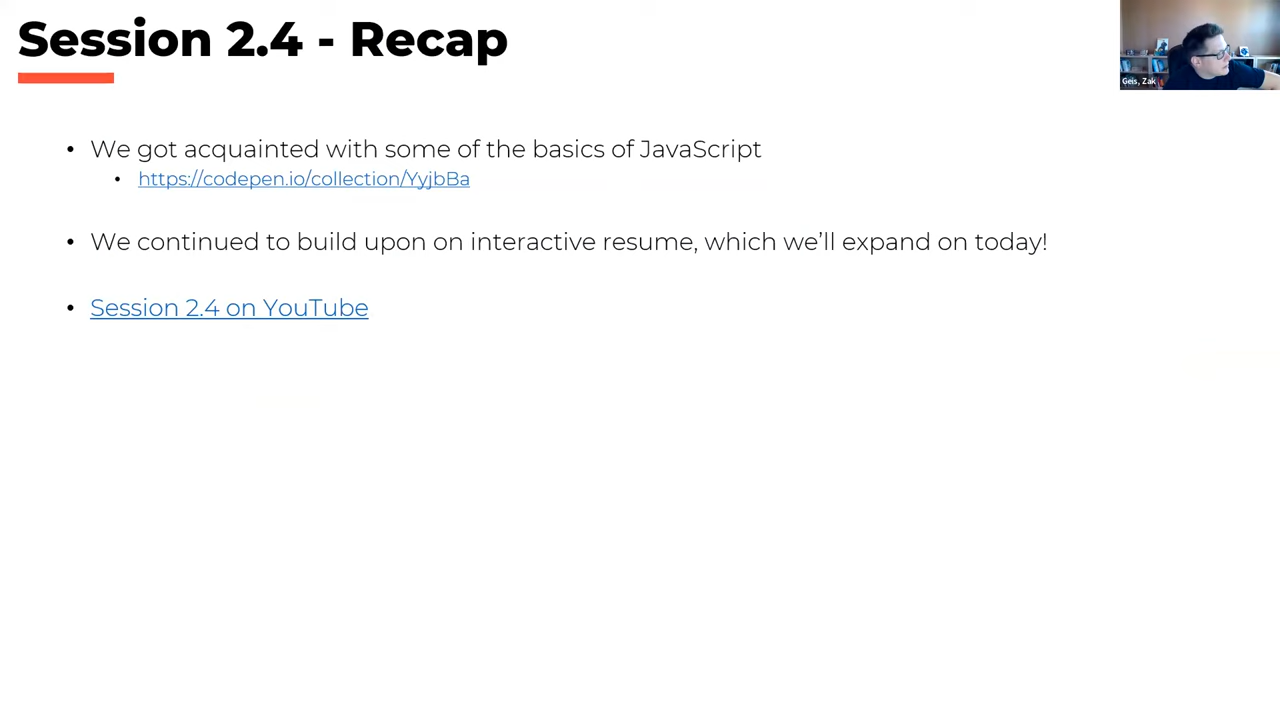 Session 2.4 - Recap
Geis, Zak
We got acquainted with some of the basics of JavaScript
https://codepen.io/collection/YyjbBa
We continued to build upon on interactive resume, which we’ll expand on today!
Session 2.4 on YouTube